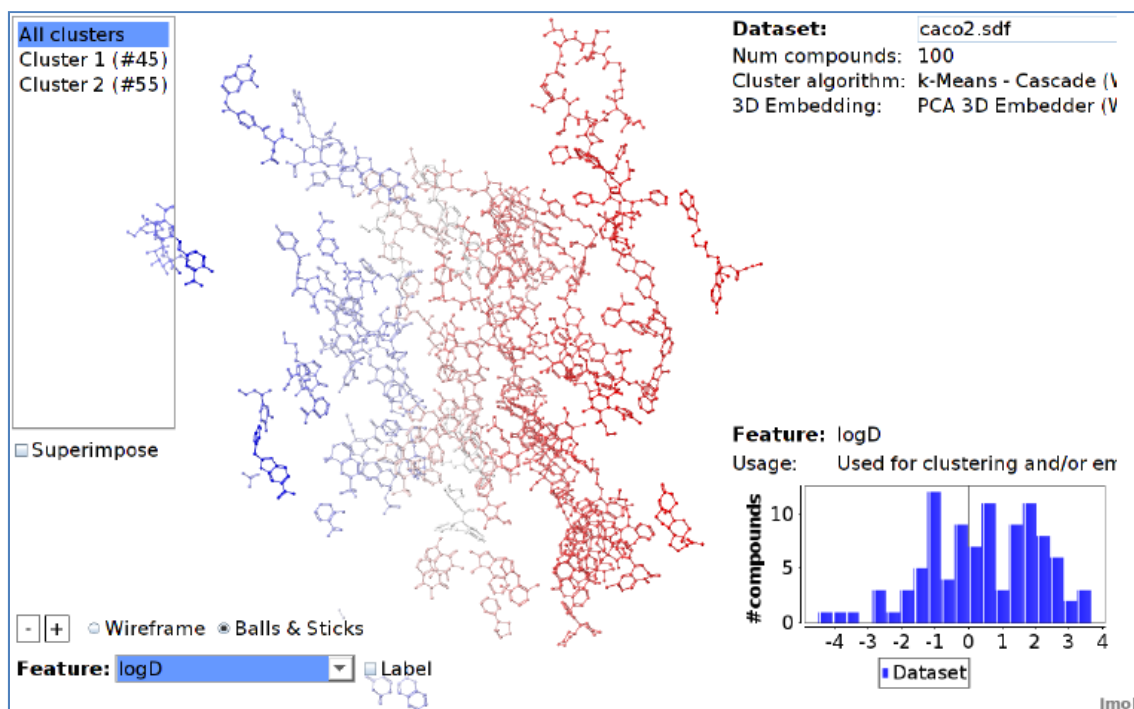 All clusters
Cluster 1 (#45)
Cluster 2 (#55)
Dataset: caco2.sdf
Num compounds: 100
Cluster algorithm: k-Means - Cascade (W
3D Embedding: PCA 3D Embedder (W
Superimpose
Feature: logD
Usage: Used for clustering and/or em
#compounds
10
5
0
-4 -3 -2 -1 0 1 2 3 4
Dataset
- + Wireframe Balls & Sticks
Feature: logD Label
Jmol